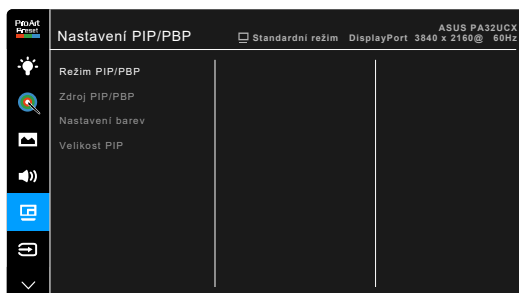 ProArt
Preset
Nastavení PIP/PBP
ASUS PA32UCX
Standardni režim DisplayPort 3840 x 2160@ 60Hz
Režim PIP/PBP
Zdroj PIP/PBP
Nastavení barev
Velikost PIP